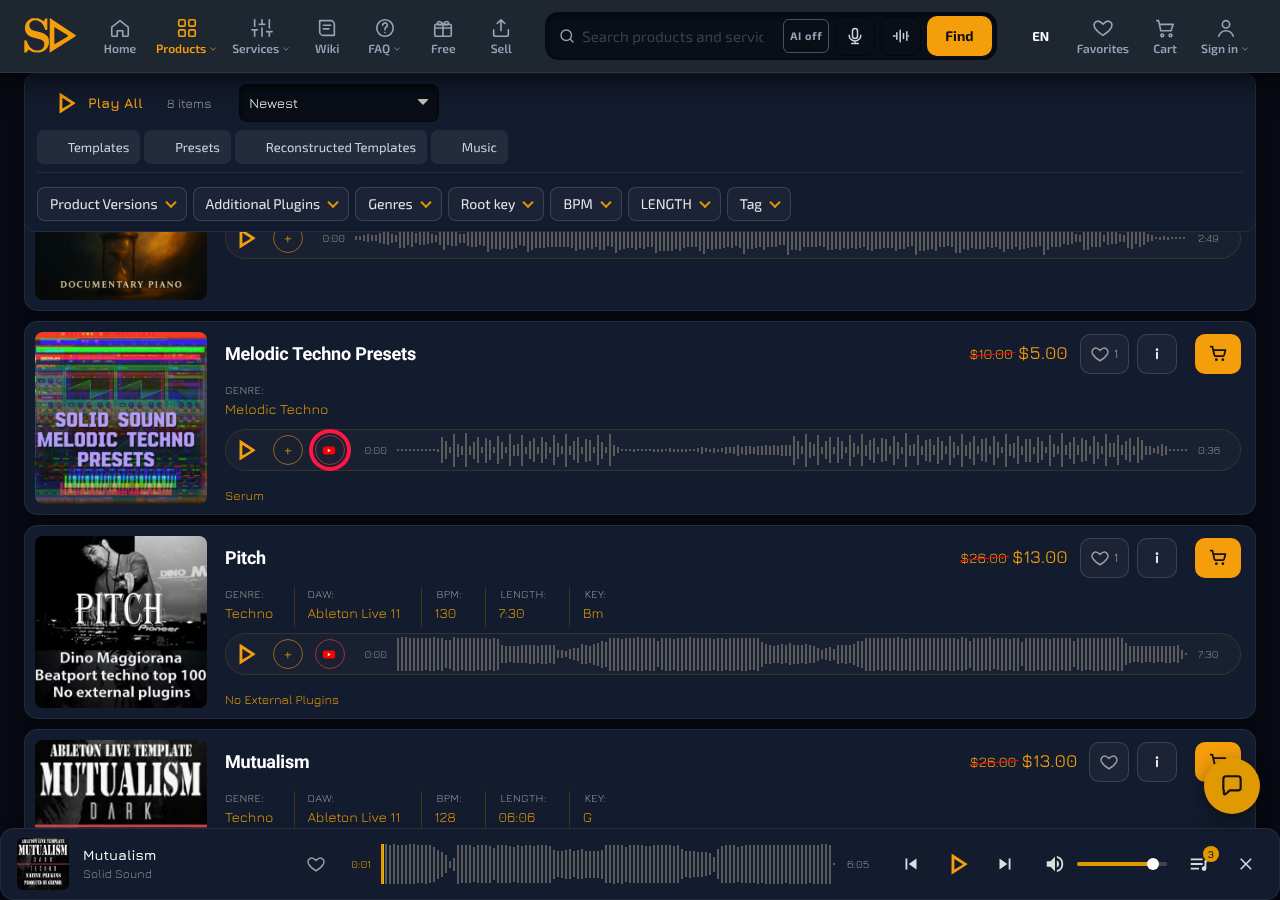 SD
Home
Products
Services
Wiki
FAQ
Free
Sell
Search products and servic
AI off
Find
EN
Favorites
Cart
Sign in
Play All
8 items
Newest
Templates
Presets
Reconstructed Templates
Music
Product Versions
Additional Plugins
Genres
Root key
BPM
LENGTH
Tag
DOCUMENTARY PIANO
+
0:00
2:49
SOLID SOUND
MELODIC TECHNO
PRESETS
Melodic Techno Presets
$10.00 $5.00
1
i
GENRE:
Melodic Techno
+
0:00
0:36
Serum
PITCH
Pioneer
Dino Maggiorana
Beatport techno top 100
No external plugins
Pitch
$26.00 $13.00
1
i
GENRE: DAW: BPM: LENGTH: KEY:
Techno Ableton Live 11 130 7:30 Bm
+
0:00
7:30
No External Plugins
ABLETON LIVE TEMPLATE
MUTUALISM
DARK
Mutualism
$26.00 $13.00
i
GENRE: DAW: BPM: LENGTH: KEY:
Techno Ableton Live 11 128 06:06 G
MUTUALISM
Mutualism
Solid Sound
0:01
6:05
3